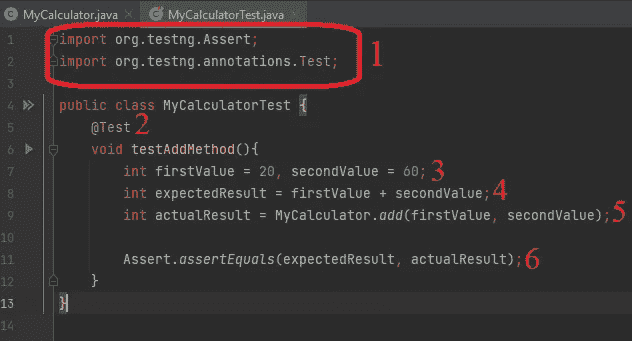 MyCalculator.java MyCalculatorTest.java
1 import org.testng.Assert;
2 import org.testng.annotations.Test; 1
3
4 public class MyCalculatorTest {
5 @Test 2
6 void testAddMethod(){
7 int firstValue = 20, secondValue = 60; 3
8 int expectedResult = firstValue + secondValue; 4
9 int actualResult = MyCalculator.add(firstValue, secondValue); 5
10
11 Assert.assertEquals(expectedResult, actualResult); 6
12 }
13 }
14